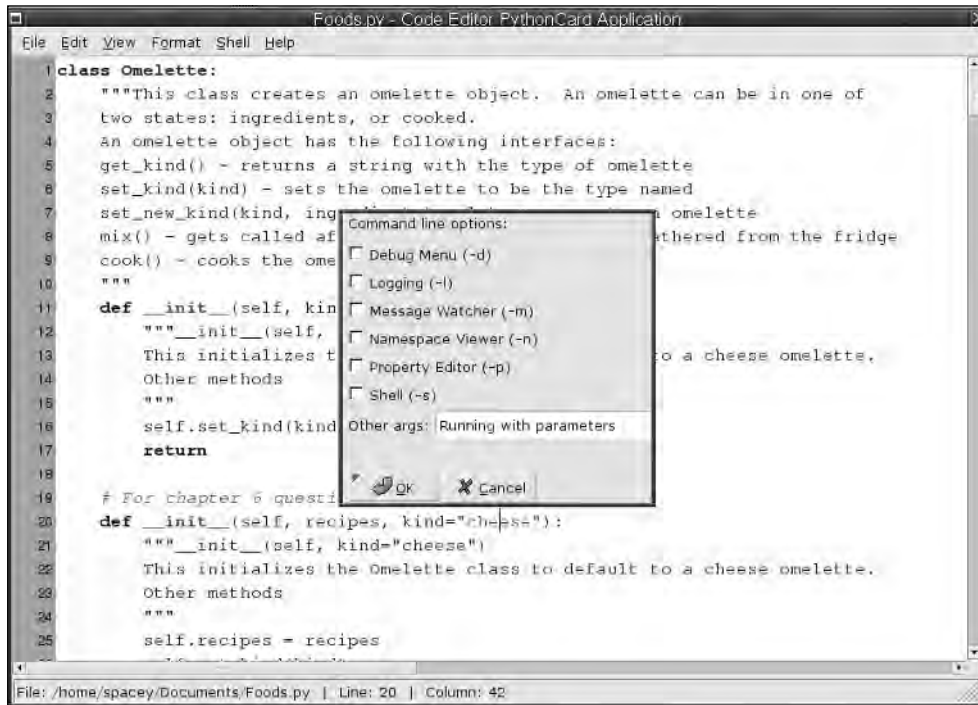 Foods.py - Code Editor PythonCard Application
File Edit View Format Shell Help
1 class Omelette:
2 """This class creates an omelette object. An omelette can be in one of
3 two states: ingredients, or cooked.
4 An omelette object has the following interfaces:
5 get_kind() - returns a string with the type of omelette
6 set_kind(kind) - sets the omelette to be the type named
7 set_new_kind(kind, omelette
8 mix() - gets called af thered from the fridge
9 cook() - cooks the ome
10 """
11 def __init__(self, kin
12 """__init__(self,
13 This initializes t o a cheese omelette.
14 Other methods
15 """
16 self.set_kind(kind
17 return
18
19 # For chapter 6 questi
20 def __init__(self, recipes, kind="cheese"):
21 """__init__(self, kind="cheese")
22 This initializes the Omelette class to default to a cheese omelette.
23 Other methods
24 """
25 self.recipes = recipes
Command line options:
Debug Menu (-d)
Logging (-l)
Message Watcher (-m)
Namespace Viewer (-n)
Property Editor (-p)
Shell (-s)
Other args: Running with parameters
OK Cancel
File: /home/spacey/Documents/Foods.py | Line: 20 | Column: 42